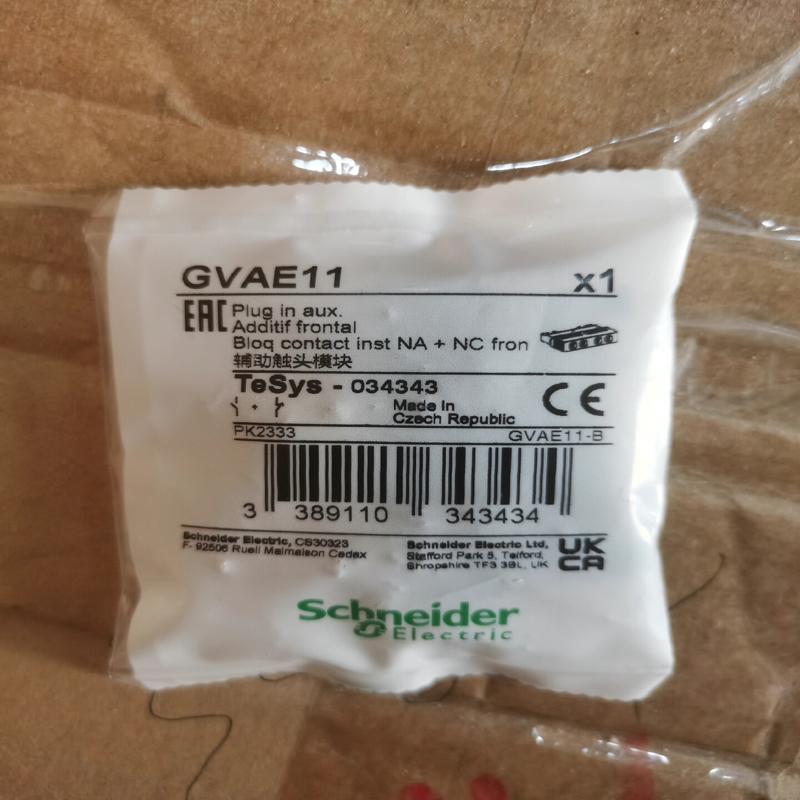 GVAE11 x1
EAC Plug in aux.
Additif frontal
Bloq contact inst NA + NC fron
辅助触头模块
TeSys - 034343
Made in
Czech Republic
CE
PK2333 GVAE11-B
3 389110 343434
Schneider Electric, CS30323
F- 92506 Rueil Malmaison Cedex
Schneider Electric Ltd,
Stafford Park 5, Telford,
Shropshire TF3 3BL, UK
UK
CA
Schneider
Electric